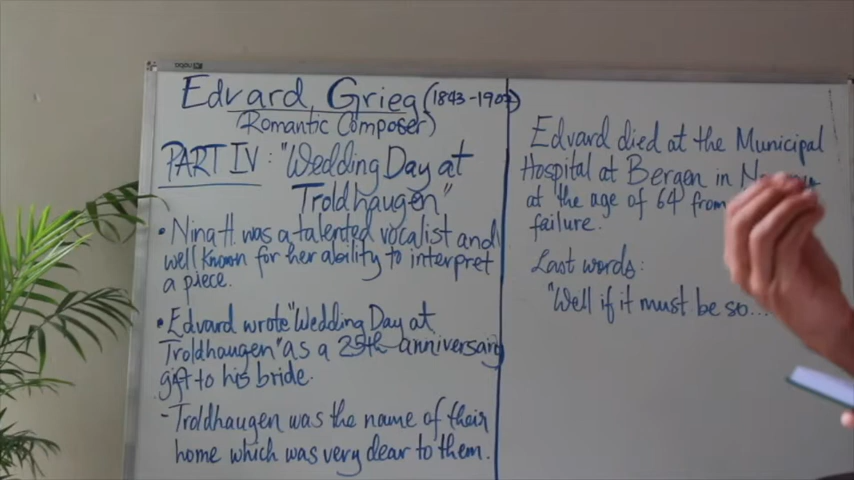 Edvard Grieg (1843-1907)
(Romantic Composer)
PART IV: "Wedding Day at
Troldhaugen"
• Nina H. was a talented vocalist and
well known for her ability to interpret
a piece.
• Edvard wrote "Wedding Day at
Troldhaugen" as a 25th anniversary
gift to his bride.
- Troldhaugen was the name of their
home which was very dear to them.
Edvard died at the Municipal
Hospital at Bergen in
at the age of 64 from
failure.
Last words:
"Well if it must be so...